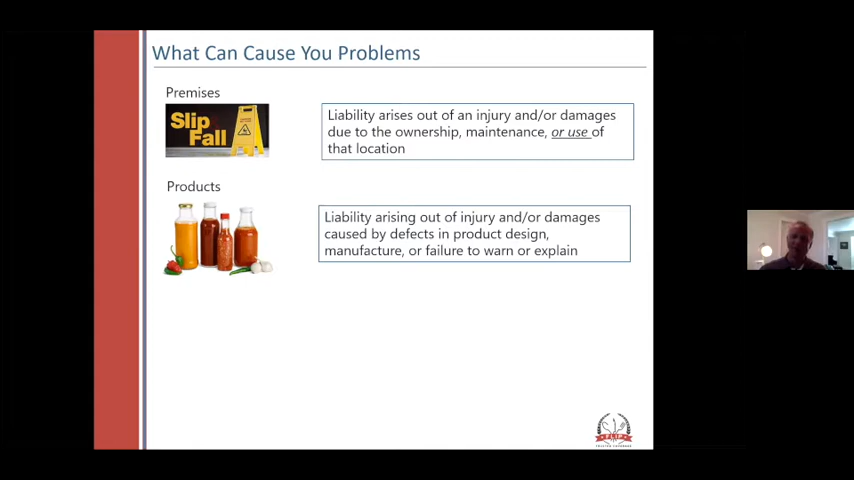 What Can Cause You Problems
Premises
Slip
Fall
Liability arises out of an injury and/or damages
due to the ownership, maintenance, or use of
that location
Products
Liability arising out of injury and/or damages
caused by defects in product design,
manufacture, or failure to warn or explain
FLIP